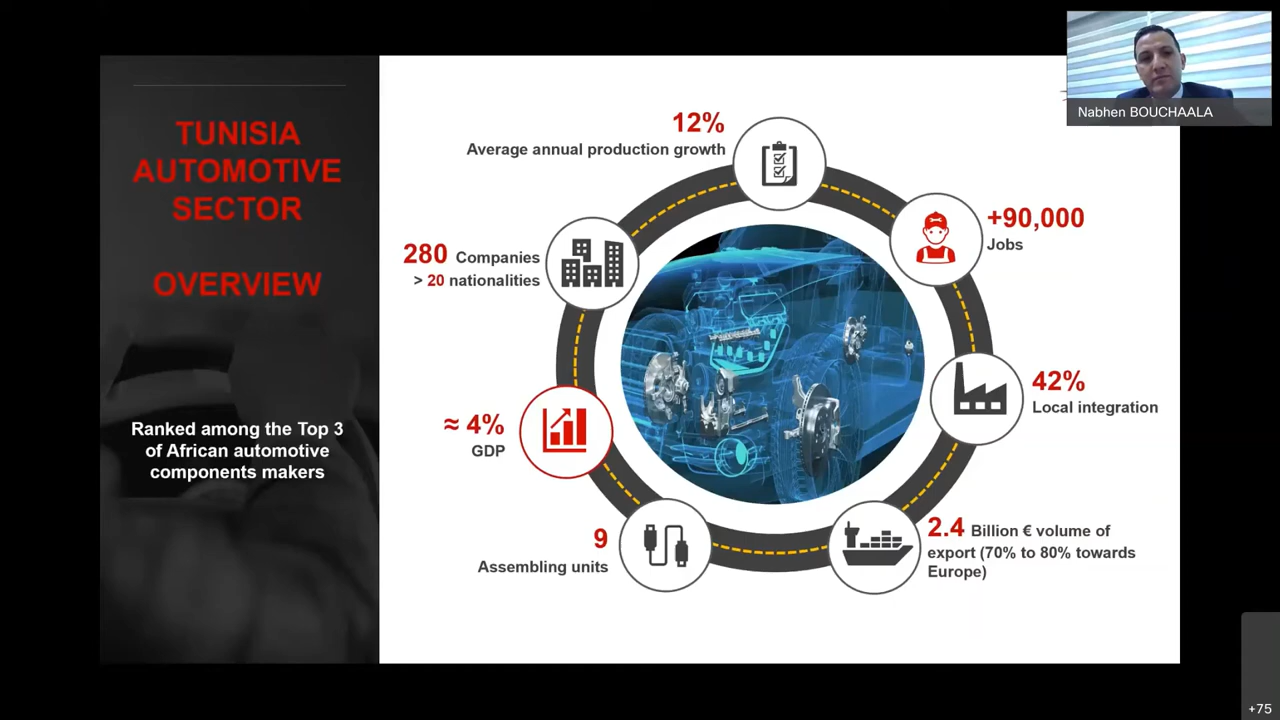 TUNISIA
AUTOMOTIVE
SECTOR
OVERVIEW
Ranked among the Top 3
of African automotive
components makers
12%
Average annual production growth
+90,000
Jobs
42%
Local integration
2.4 Billion € volume of
export (70% to 80% towards
Europe)
9
Assembling units
≈ 4%
GDP
280 Companies
> 20 nationalities
Nabhen BOUCHAALA
+75